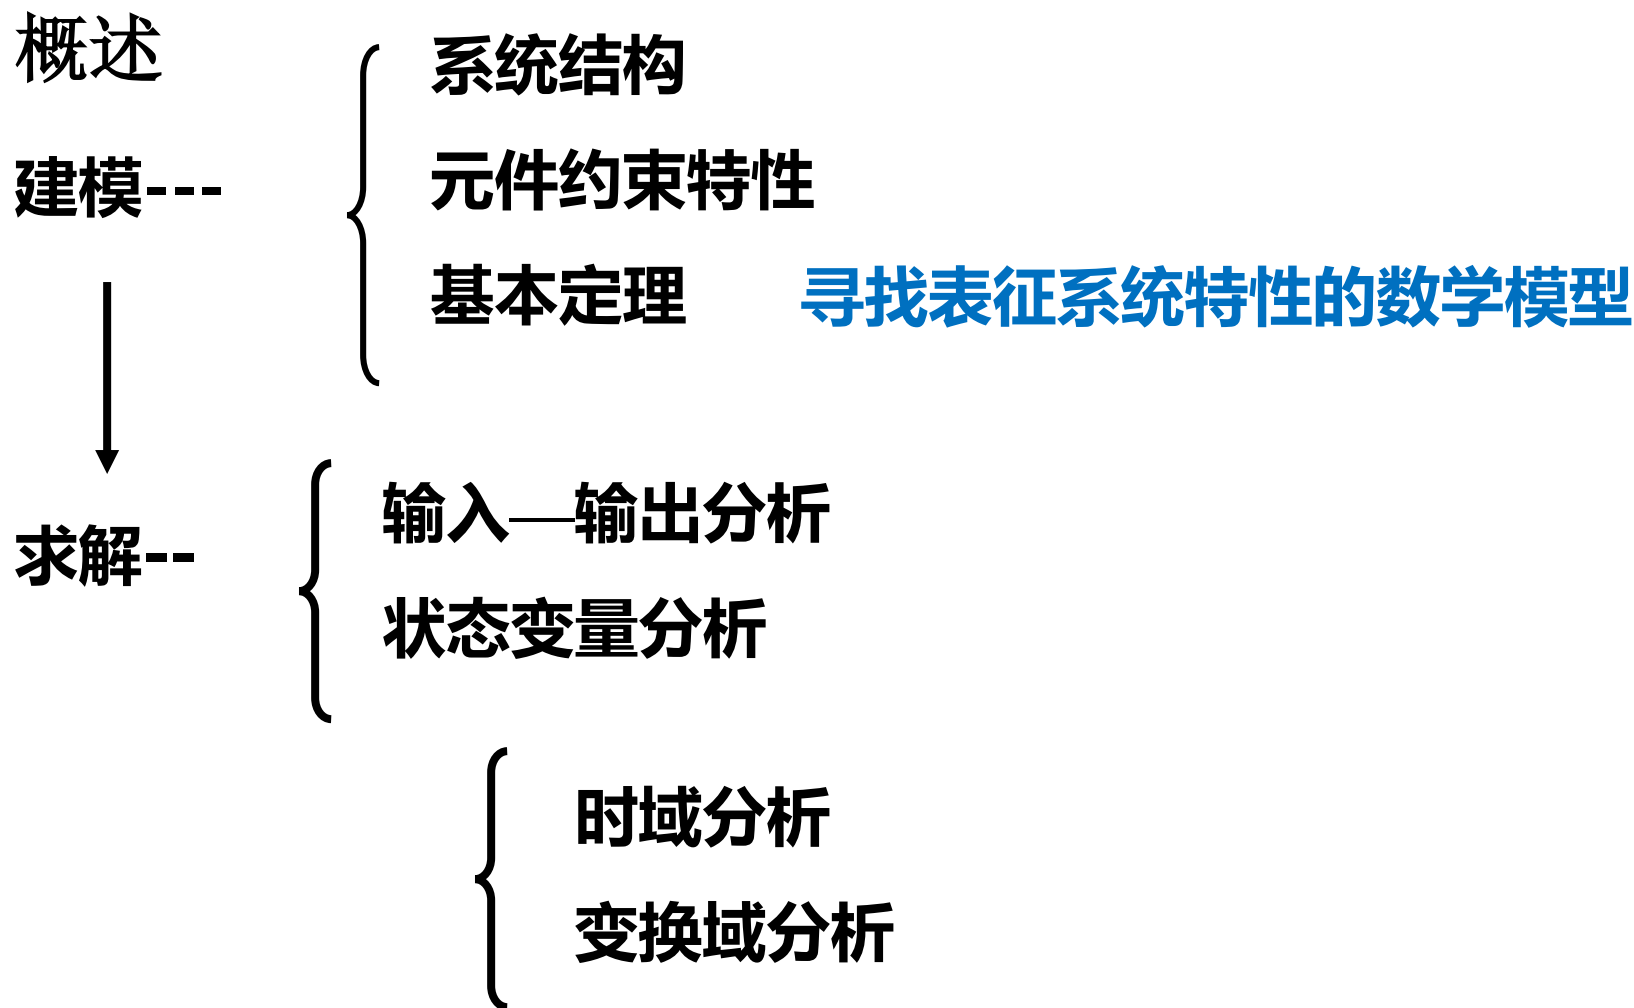 概述
系统结构
建模---
元件约束特性
基本定理
寻找表征系统特性的数学模型
输入—输出分析
求解--
状态变量分析
时域分析
变换域分析